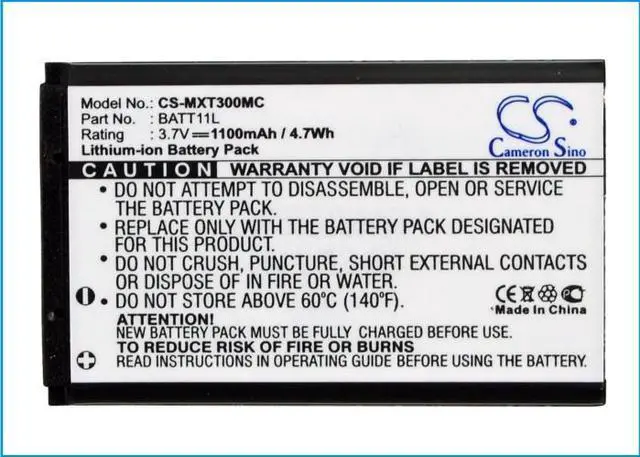 Model No.: CS-MXT300MC
Part No.: BATT11L
Rating : 3.7V 1100mAh / 4.7Wh
Lithium-ion Battery Pack
CS
Cameron Sino
CAUTION WARRANTY VOID IF LABEL IS REMOVED
• DO NOT ATTEMPT TO DISASSEMBLE, OPEN OR SERVICE
THE BATTERY PACK.
• REPLACE ONLY WITH THE BATTERY PACK DESIGNATED
FOR THIS PRODUCT.
• DO NOT CRUSH, PUNCTURE, SHORT EXTERNAL CONTACTS
OR DISPOSE OF IN FIRE OR WATER.
• DO NOT STORE ABOVE 60°C (140°F).
CE
Made In China
ATTENTION!
NEW BATTERY PACK MUST BE FULLY CHARGED BEFORE USE
TO REDUCE RISK OF FIRE OR BURNS
READ INSTRUCTIONS IN OPERATING GUIDE BEFORE USING